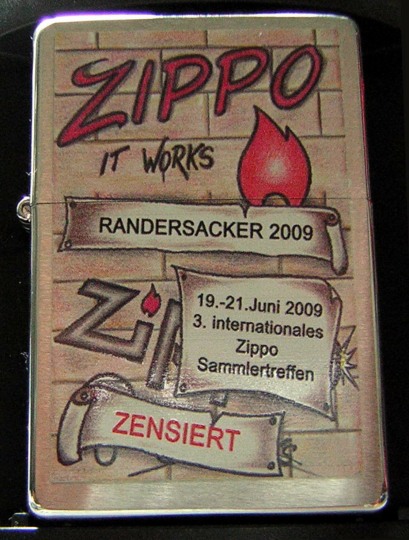 ZIPPO
IT WORKS
RANDERSACKER 2009
19.-21.Juni 2009
3. internationales
Zippo
Sammlertreffen
ZENSIERT